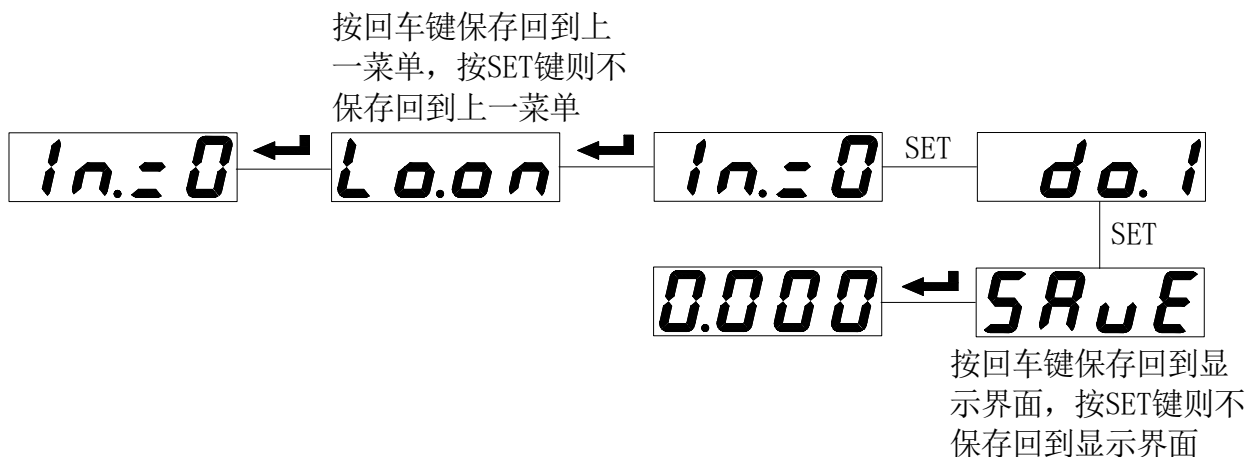 按回车键保存回到上
一菜单，按SET键则不
保存回到上一菜单
In.=0
Lo.on
In.=0
SET
do.1
SET
0.000
SAvE
按回车键保存回到显
示界面，按SET键则不
保存回到显示界面